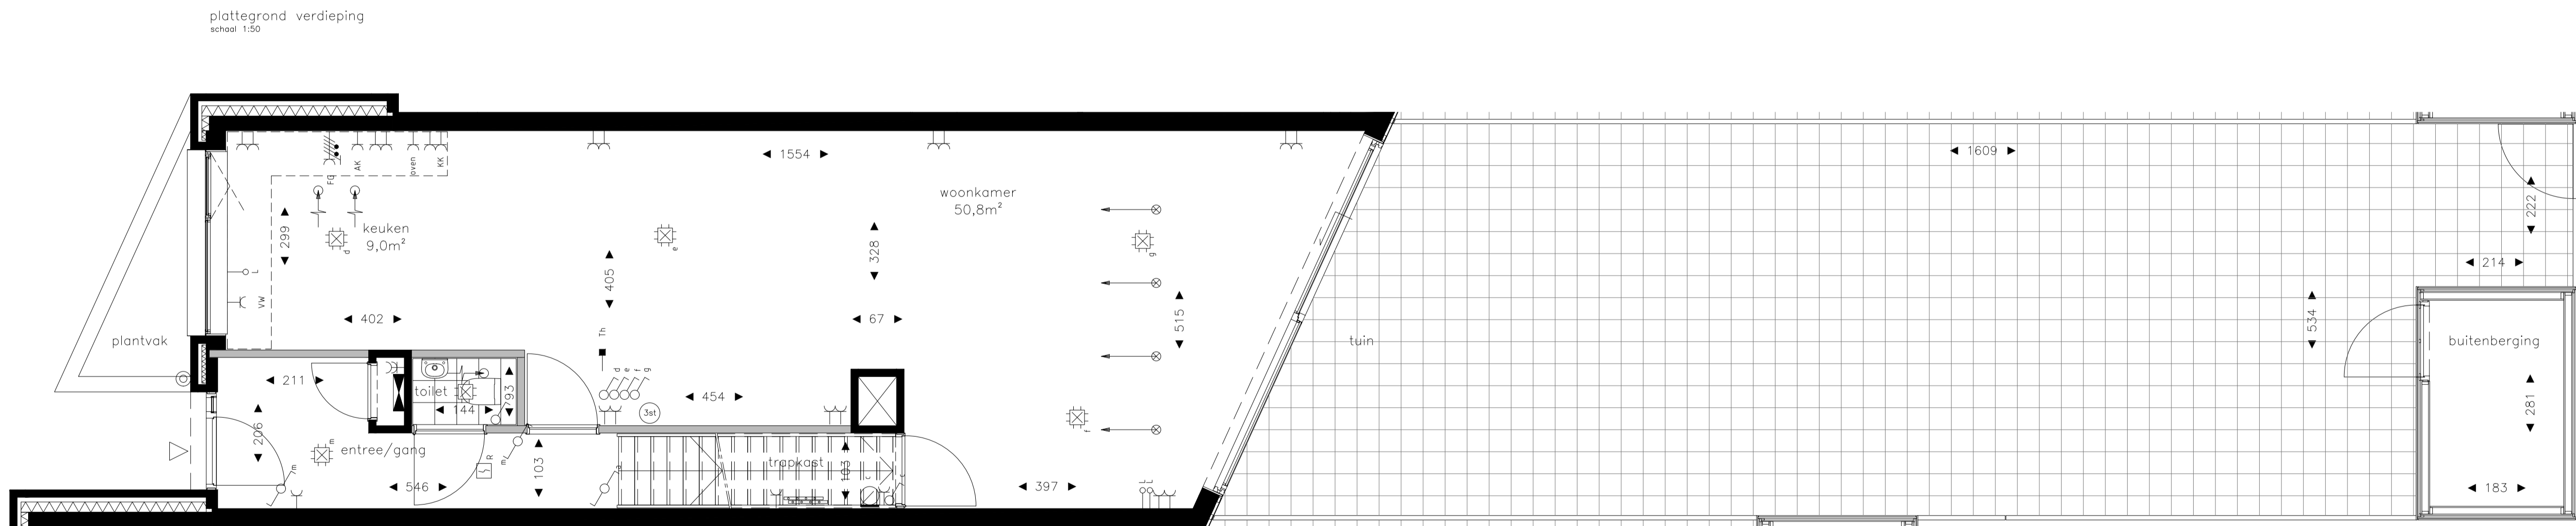 plattegrond verdieping
schaal 1:50
1554
1609
AK
oven
KK
FG
woonkamer
50,8m²
222
299
keuken
9,0m²
d
e
g
328
405
214
L
VW
402
67
Th
515
534
plantvak
tuin
buitenberging
211
toilet
144
93
d
e
f
g
454
3st
281
206
m
entree/gang
f
m
R
103
trapkast
103
m
a
546
397
183